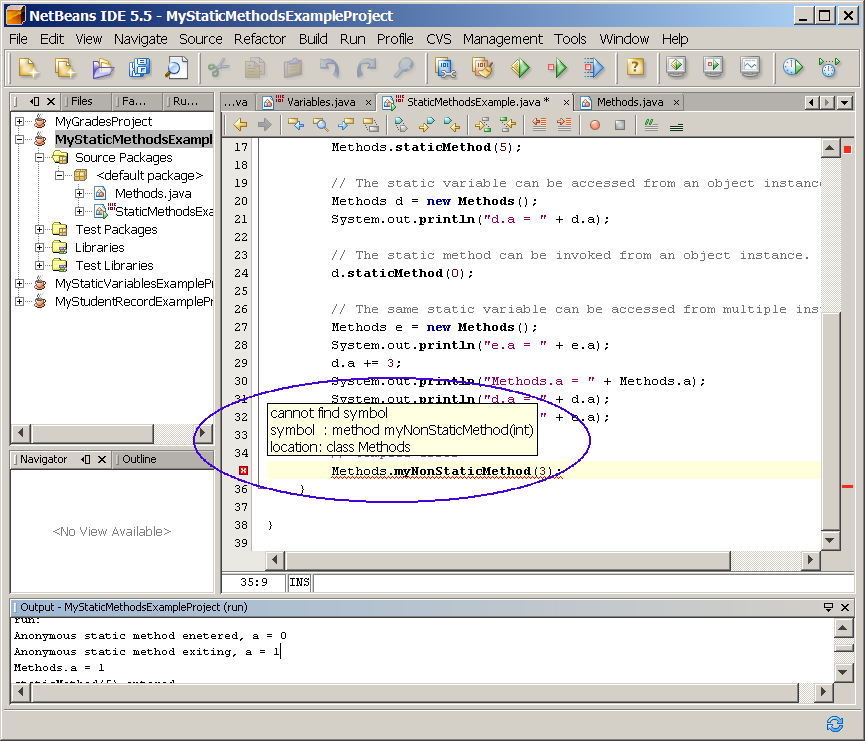 NetBeans IDE 5.5 - MyStaticMethodsExampleProject
File Edit View Navigate Source Refactor Build Run Profile CVS Management Tools Window Help
Files Fa... Ru...
MyGradesProject
MyStaticMethodsExampl
Source Packages
<default package>
Methods.java
StaticMethodsExa
Test Packages
Libraries
Test Libraries
MyStaticVariablesExamplePr
MyStudentRecordExamplePr
Navigator Outline
<No View Available>
...va Variables.java StaticMethodsExample.java * Methods.java
17 Methods.staticMethod(5);
18
19 // The static variable can be accessed from an object instance
20 Methods d = new Methods();
21 System.out.println("d.a = " + d.a);
22
23 // The static method can be invoked from an object instance.
24 d.staticMethod(0);
25
26 // The same static variable can be accessed from multiple ins
27 Methods e = new Methods();
28 System.out.println("e.a = " + e.a);
29 d.a += 3;
30 System.out.println("Methods.a = " + Methods.a);
31 System.out.println("d.a = " + d.a);
32 " + e.a);
cannot find symbol
symbol : method myNonStaticMethod(int)
location: class Methods
33
34
Methods.myNonStaticMethod(3);
36 }
37
38 }
39
35:9 INS
Output - MyStaticMethodsExampleProject (run)
run:
Anonymous static method enetered, a = 0
Anonymous static method exiting, a = 1
Methods.a = 1